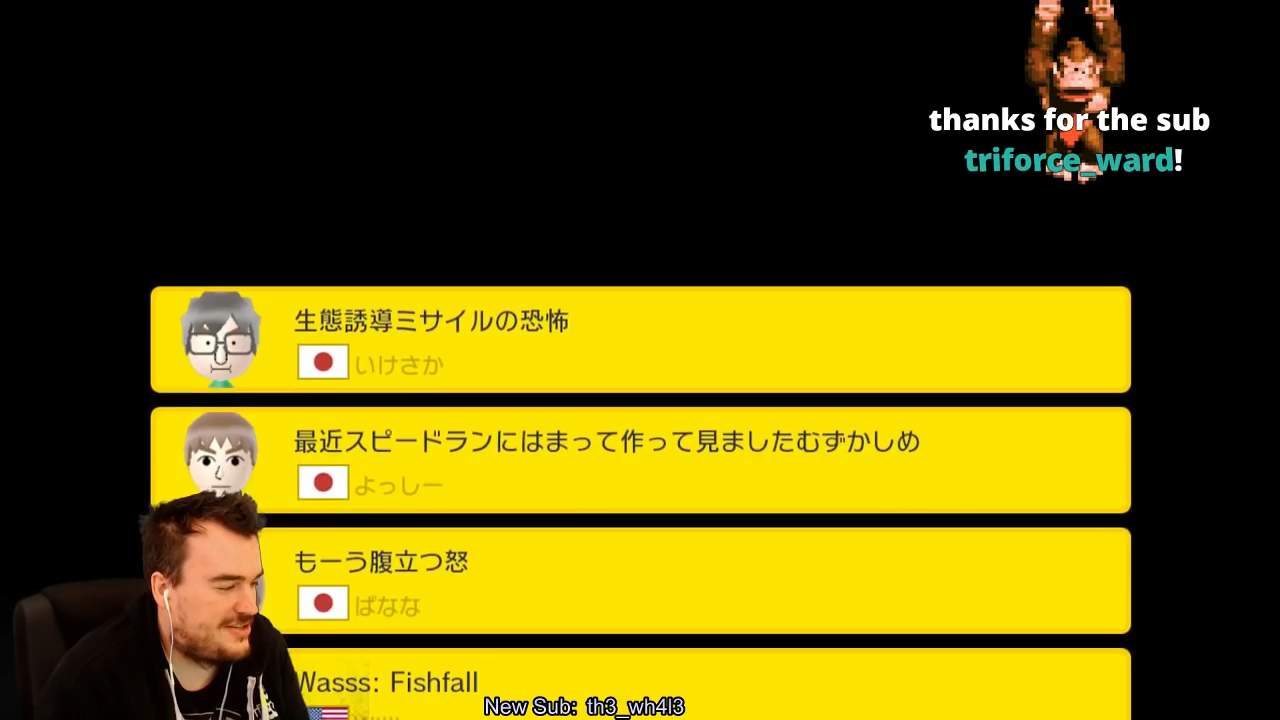 thanks for the sub
triforce_ward!
生態誘導ミサイルの恐怖
いけさか
最近スピードランにはまって作って見ましたむずかしめ
よっしー
もーう腹立つ怒
ばなな
Wasss: Fishfall
New Sub: th3_wh4l3